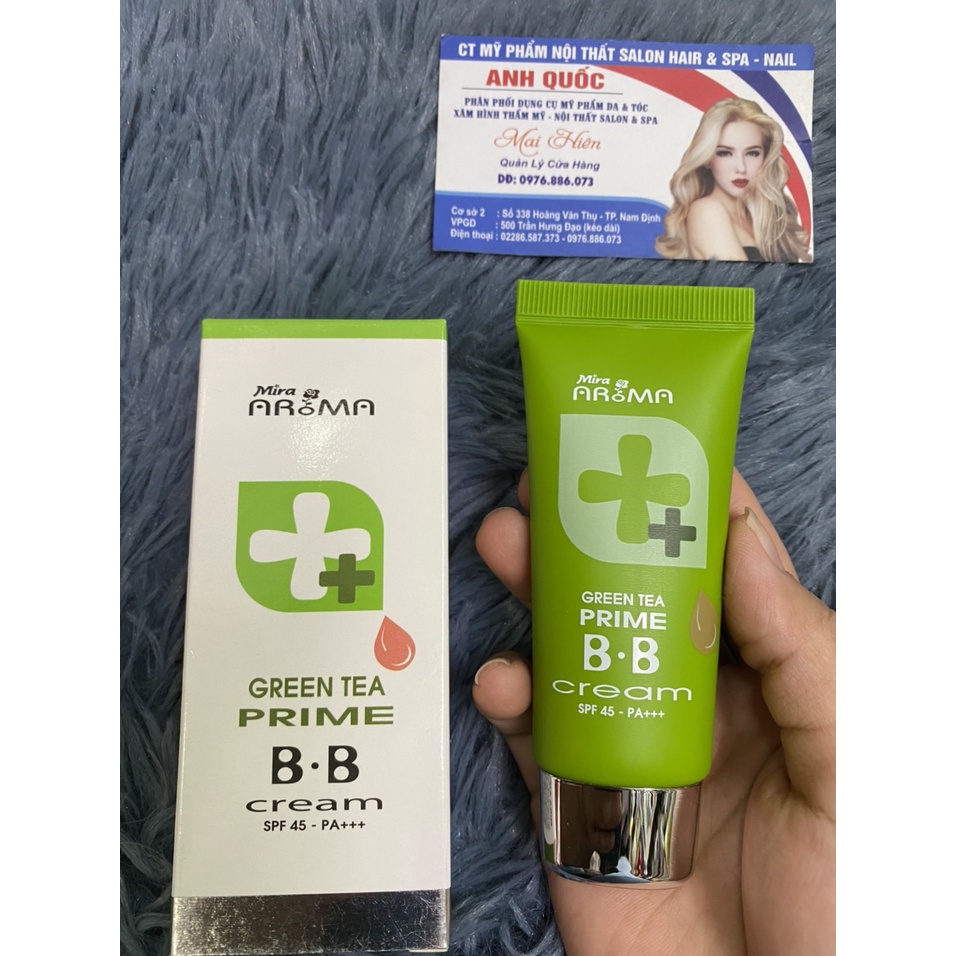 CT MỸ PHẨM NỘI THẤT SALON HAIR & SPA - NAIL
ANH QUỐC
PHÂN PHỐI DỤNG CỤ MỸ PHẨM DA & TÓC
XĂM HÌNH THẨM MỸ - NỘI THẤT SALON & SPA
Mai Hiên
Quản Lý Cửa Hàng
DĐ: 0976.886.073
Cơ sở 2 : Số 338 Hoàng Văn Thụ - TP. Nam Định
VPGD : 500 Trần Hưng Đạo (kéo dài)
Điện thoại : 02286.587.373 - 0976.886.073
Mira
AROMA
GREEN TEA
PRIME
B·B
cream
SPF 45 - PA+++
Mira
AROMA
GREEN TEA
PRIME
B·B
cream
SPF 45 - PA+++